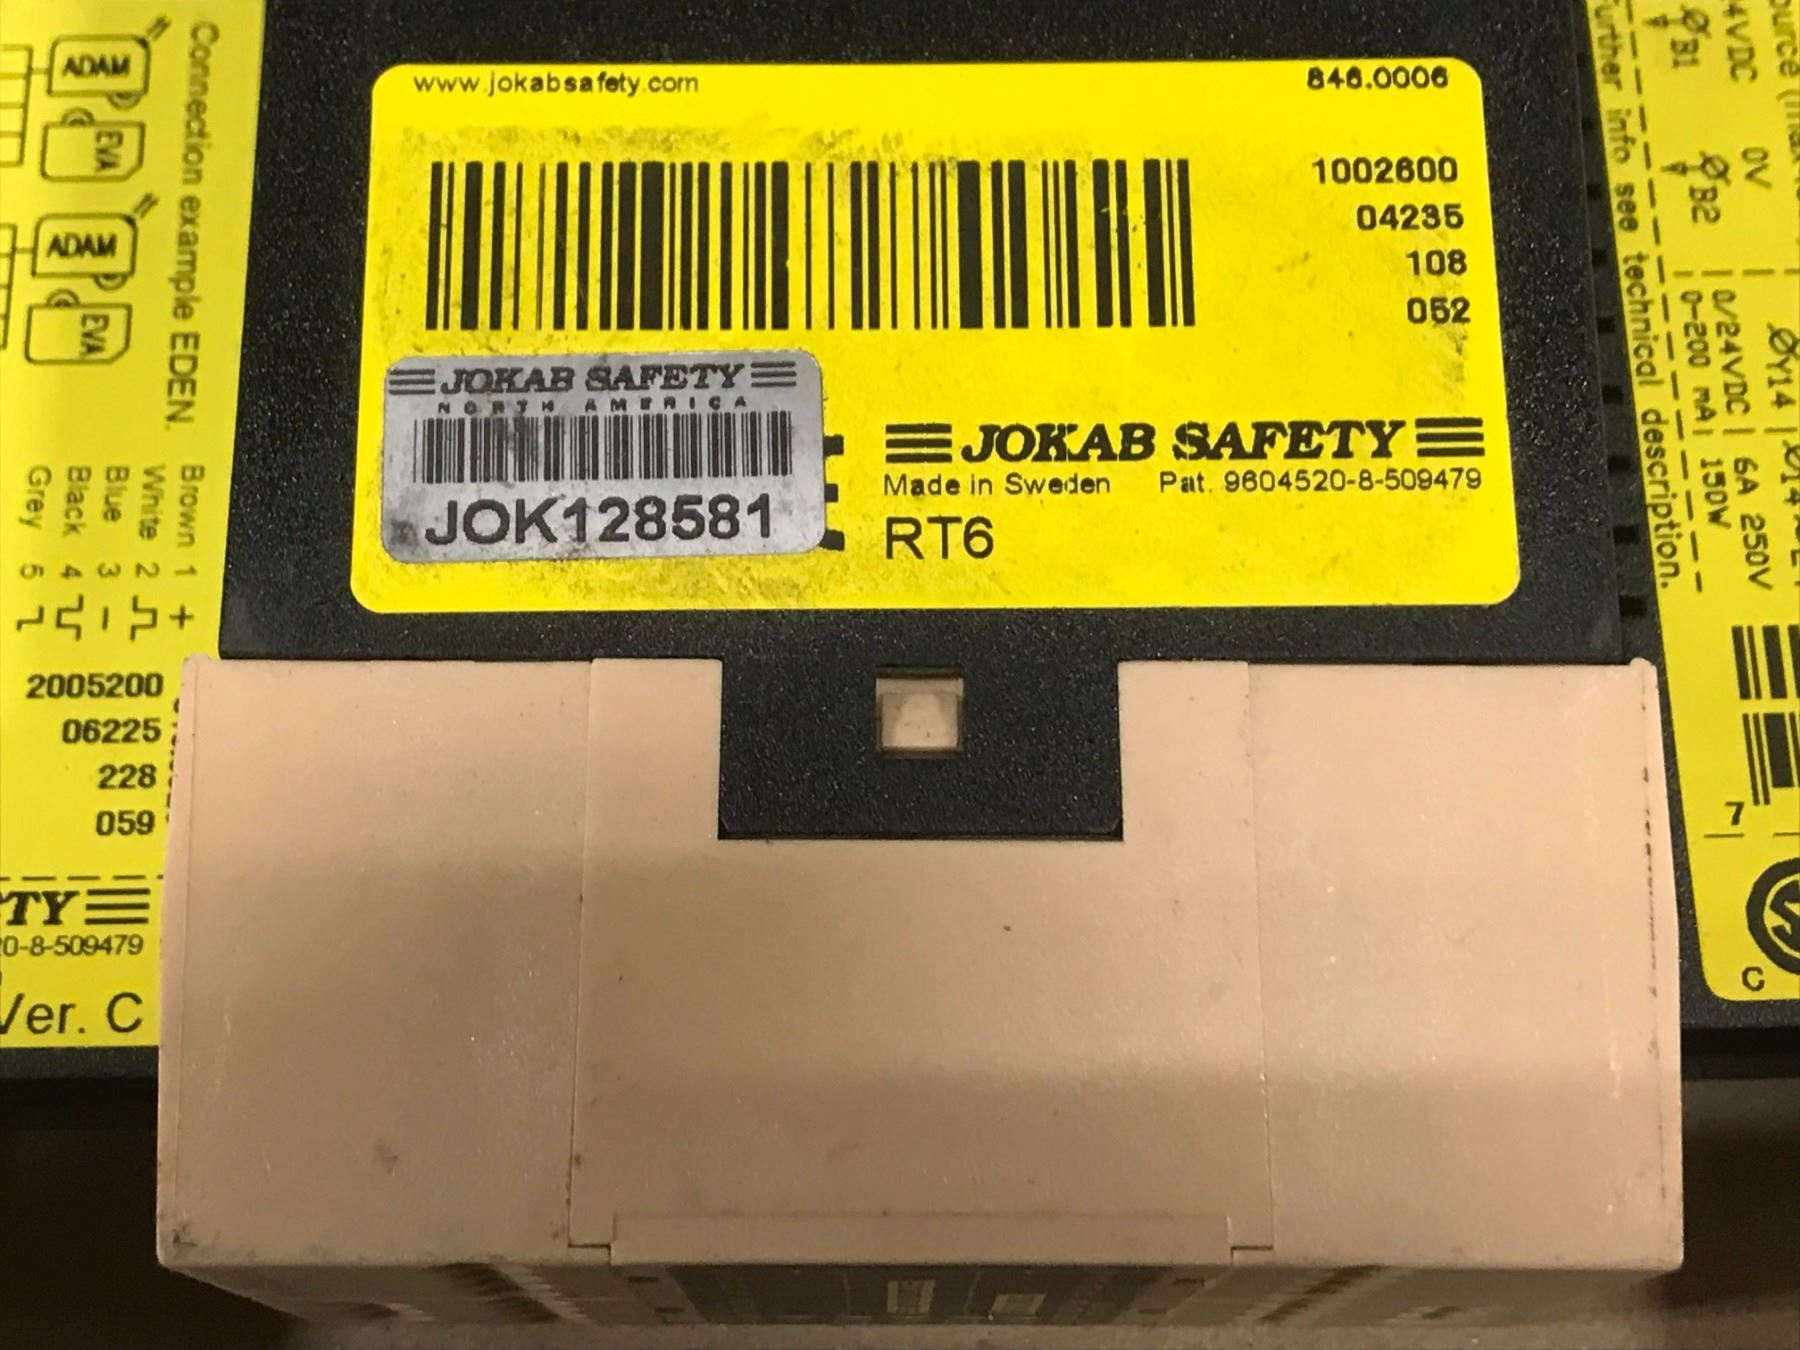 Connection example EDEN.
ADAM
EVA
ADAM
EVA
Brown 1 +
White 2
Blue 3 –
Black 4
Grey 5
2005200
06225
228
059
TY
20-8-509479
Ver. C
www.jokabsafety.com
846.0006
1002600
04235
108
052
JOKAB SAFETY
NORTH AMERICA
JOK128581
JOKAB SAFETY
Made in Sweden Pat. 9604520-8-509479
RT6
4VDC 0V
B1 B2
0/24VDC 6A 250V
0-200 mA 150W
Y14
see technical description.
7
C